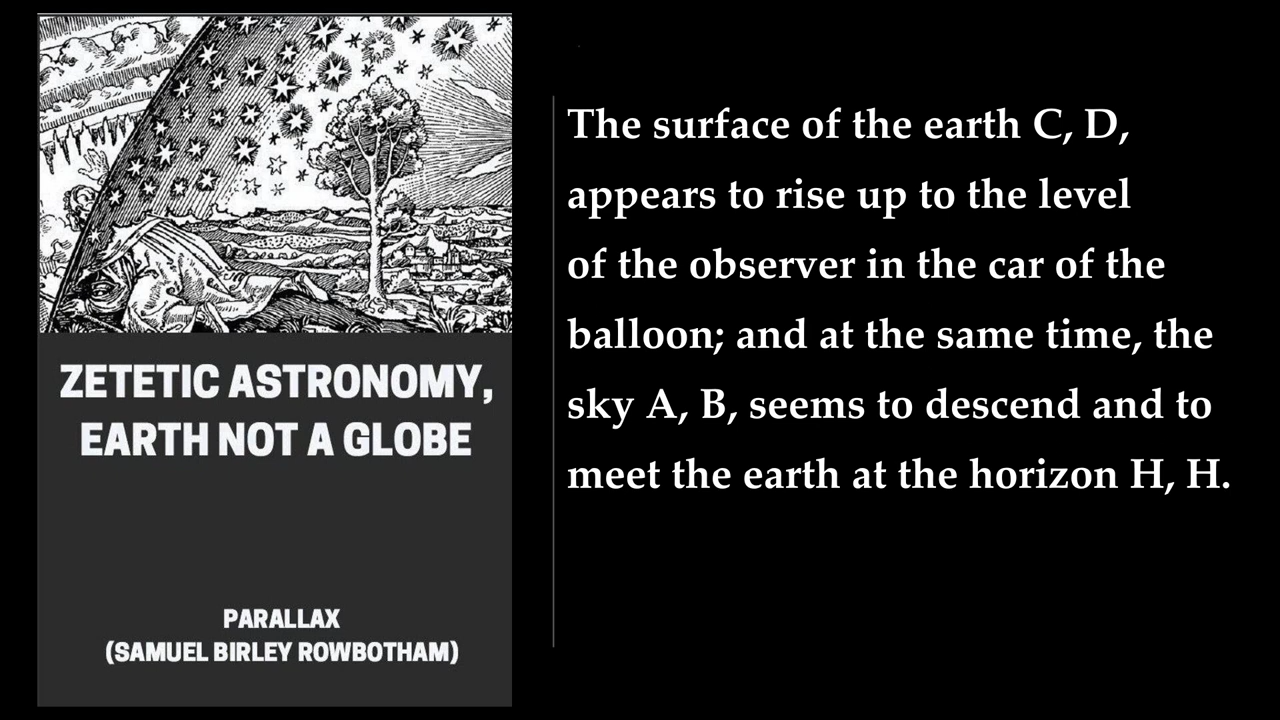 ZETETIC ASTRONOMY,
EARTH NOT A GLOBE
PARALLAX
(SAMUEL BIRLEY ROWBOTHAM)
The surface of the earth C, D,
appears to rise up to the level
of the observer in the car of the
balloon; and at the same time, the
sky A, B, seems to descend and to
meet the earth at the horizon H, H.